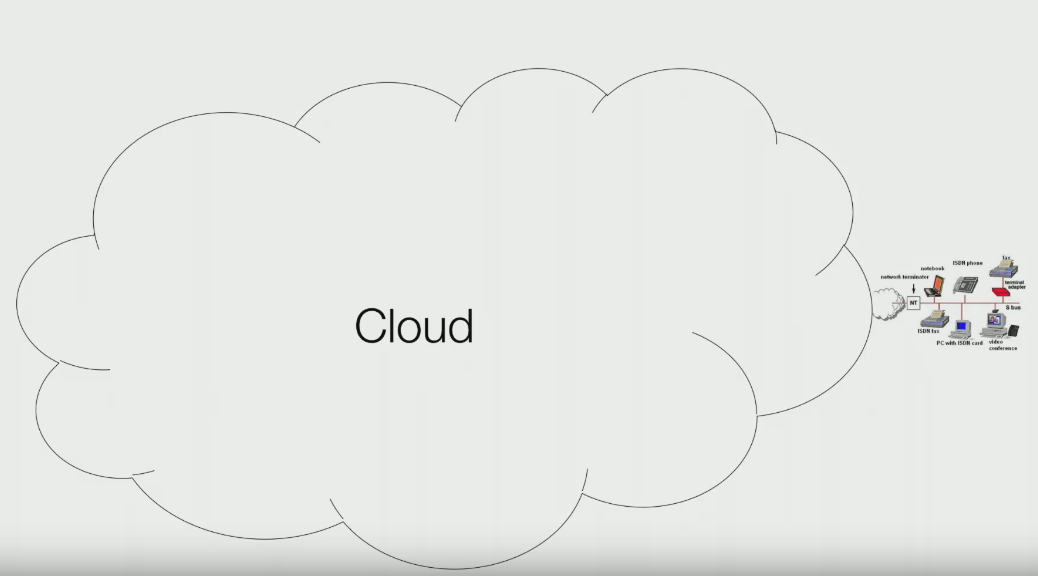 Cloud
network terminator
notebook
ISDN phone
fax
terminal
adapter
NT
S bus
ISDN fax
PC with ISDN card
video
conference